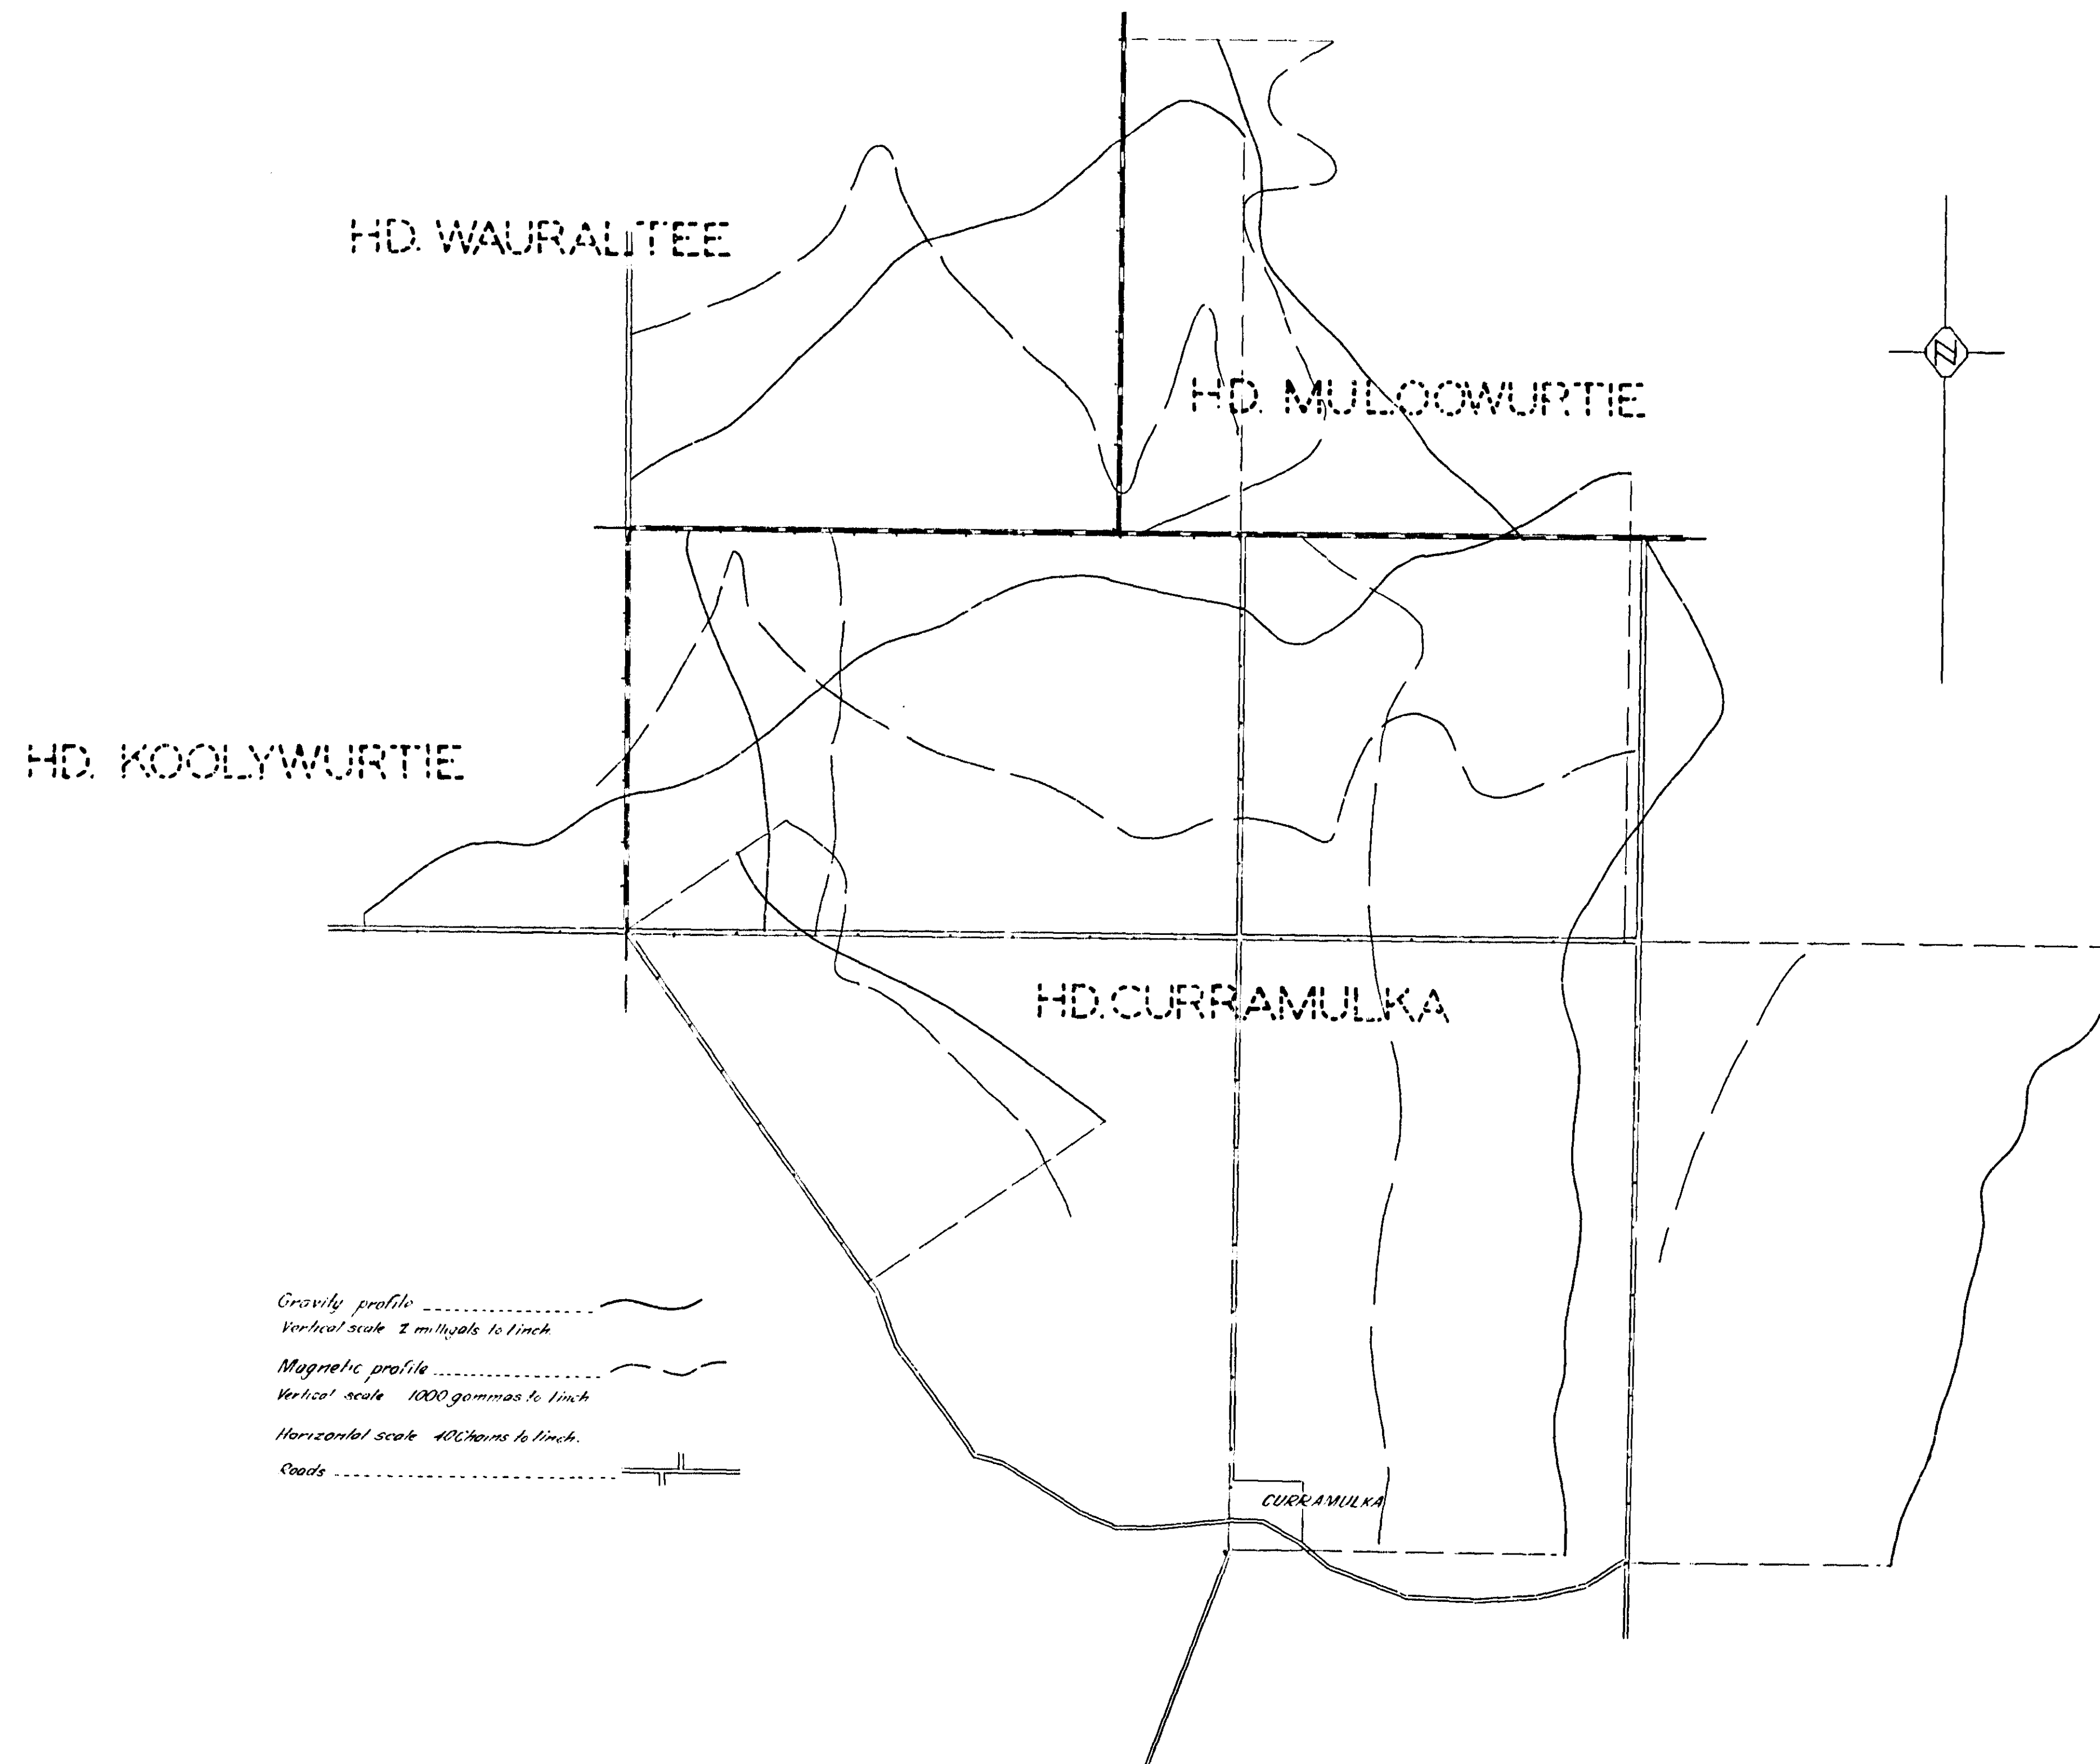 HD. WAURALTEE
HD. MULOOWURTIE
N
HD. KOOLYWURTIE
HD. CURRAMULKA
Gravity profile
Vertical scale 2 milligals to 1 inch.
Magnetic profile
Vertical scale 1000 gammas to 1 inch
Horizontal scale 40 Chains to 1 inch.
Roads
CURRAMULKA